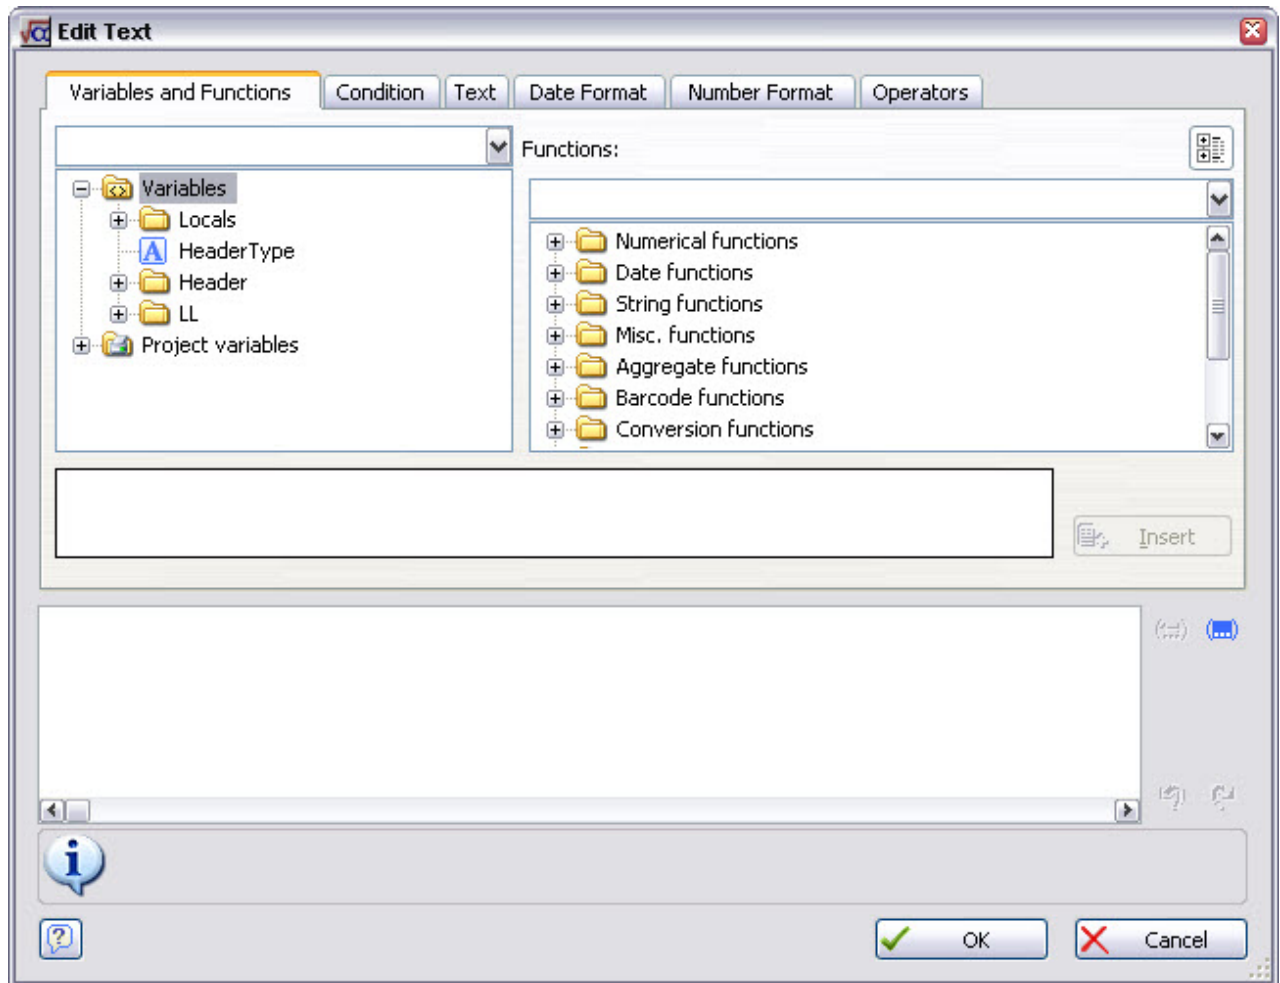 Edit Text
Variables and Functions Condition Text Date Format Number Format Operators
Functions:
Variables
Locals
HeaderType
Header
LL
Project variables
Numerical functions
Date functions
String functions
Misc. functions
Aggregate functions
Barcode functions
Conversion functions
Insert
OK Cancel